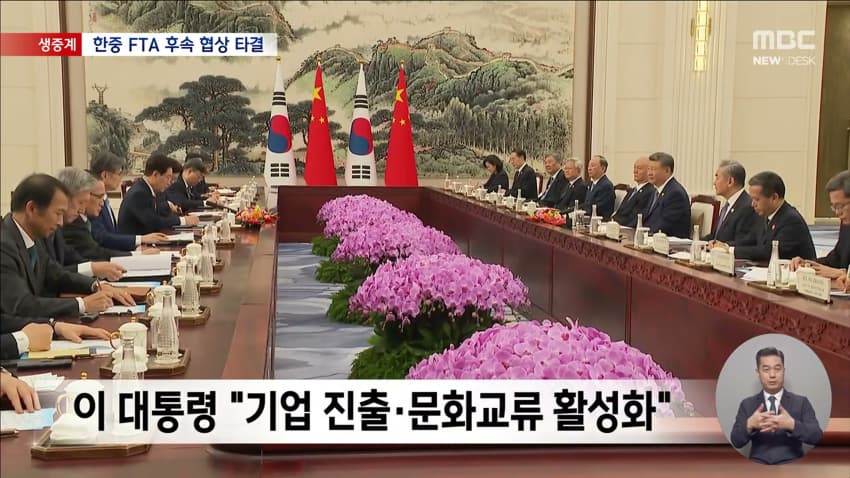 생중계 한중 FTA 후속 협상 타결
MBC
NEWSDESK
이 대통령 "기업 진출·문화교류 활성화"